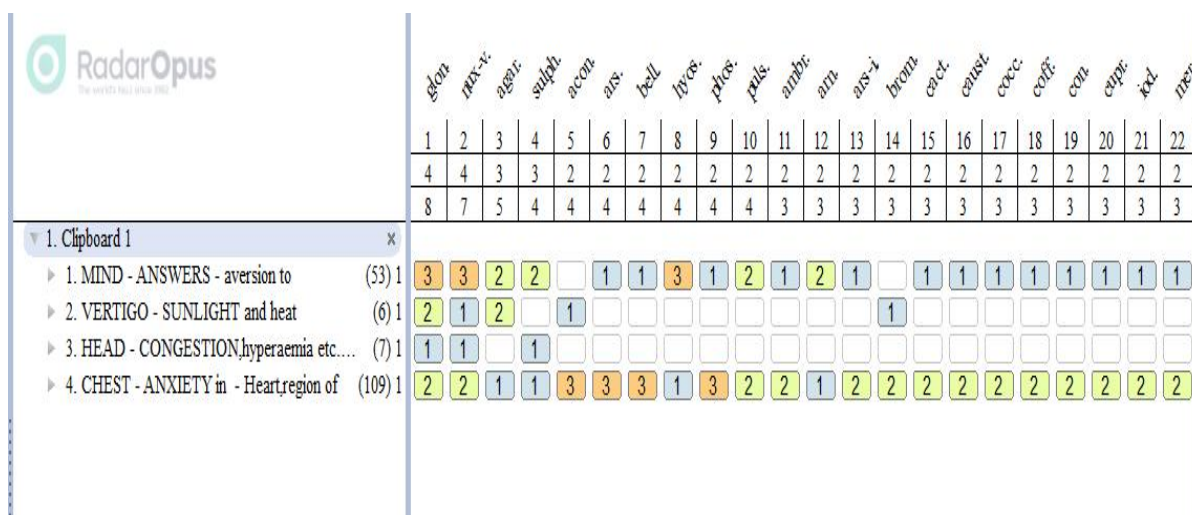 RadarOpus
glon. nux-v. agar. sulph. acon. ars. bell. hyos. phos. puls. ambr. arn. ars-i brom. cact. caust. cocc. coff. con. cupr. iod. mer
1 2 3 4 5 6 7 8 9 10 11 12 13 14 15 16 17 18 19 20 21 22
4 4 3 3 2 2 2 2 2 2 2 2 2 2 2 2 2 2 2 2 2 2
8 7 5 4 4 4 4 4 4 4 3 3 3 3 3 3 3 3 3 3 3 3
1. Clipboard 1 ×
1. MIND - ANSWERS - aversion to (53) 1 3 3 2 2 1 1 3 1 2 1 2 1 1 1 1 1 1 1 1 1
2. VERTIGO - SUNLIGHT and heat (6) 1 2 1 2 1 1
3. HEAD - CONGESTION,hyperaemia etc.... (7) 1 1 1 1
4. CHEST - ANXIETY in - Heart,region of (109) 1 2 2 1 1 3 3 3 1 3 2 2 1 2 2 2 2 2 2 2 2 2 2